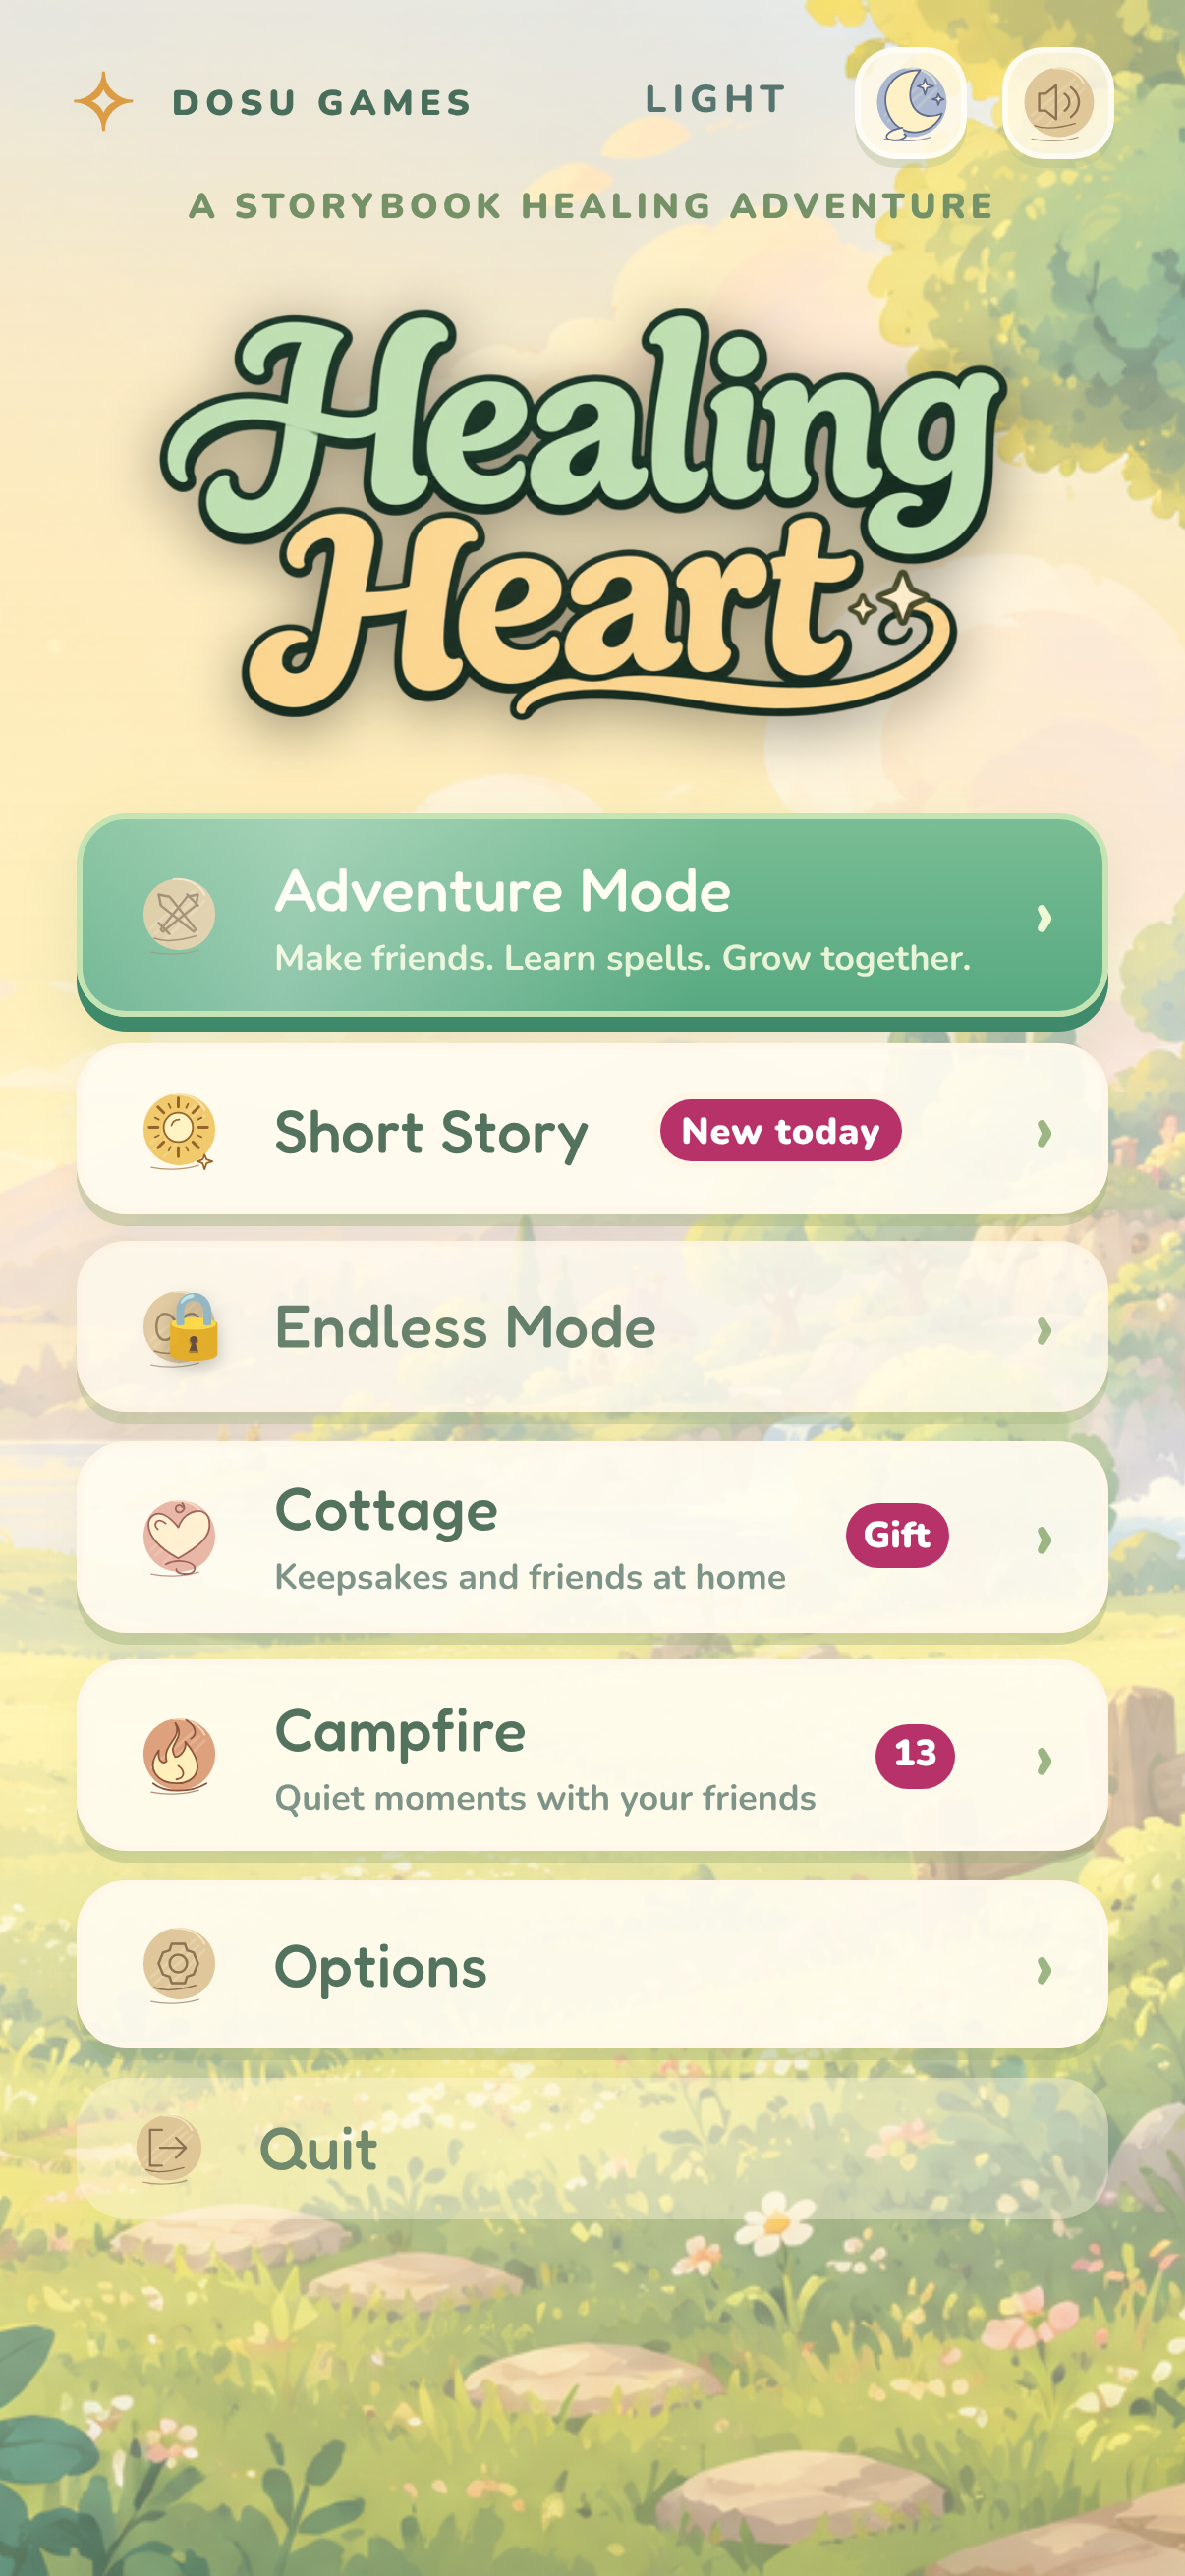 DOSU GAMES
LIGHT
A STORYBOOK HEALING ADVENTURE
Healing
Heart
Adventure Mode
Make friends. Learn spells. Grow together.
Short Story
New today
Endless Mode
Cottage
Gift
Keepsakes and friends at home
Campfire
13
Quiet moments with your friends
Options
Quit